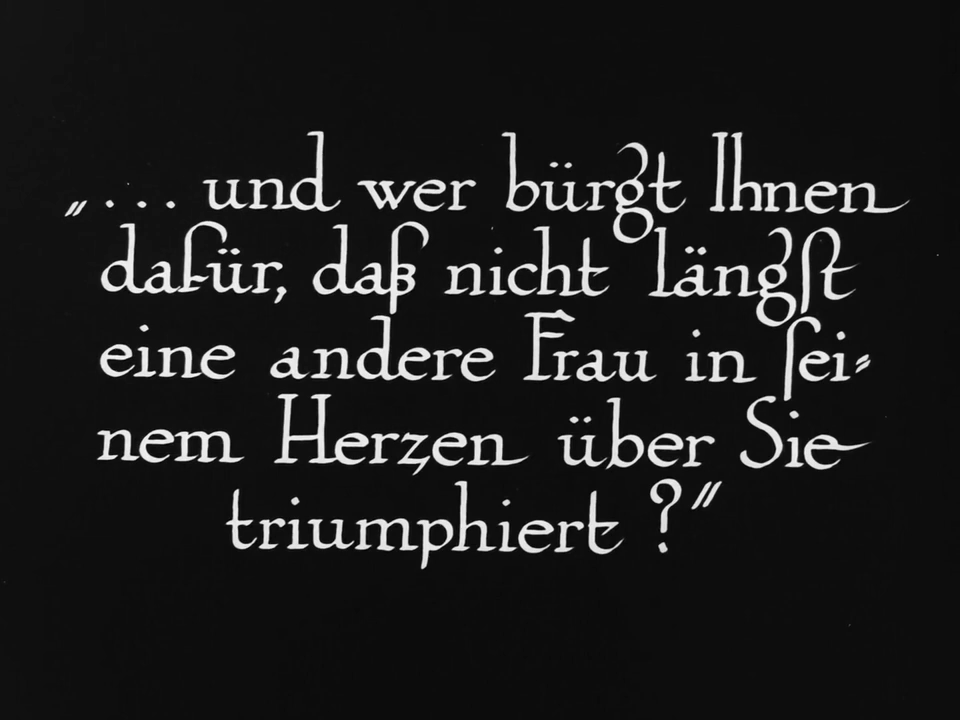 „... und wer bürgt Ihnen
dafür, daß nicht längſt
eine andere Frau in ſei-
nem Herzen über Sie
triumphiert?"